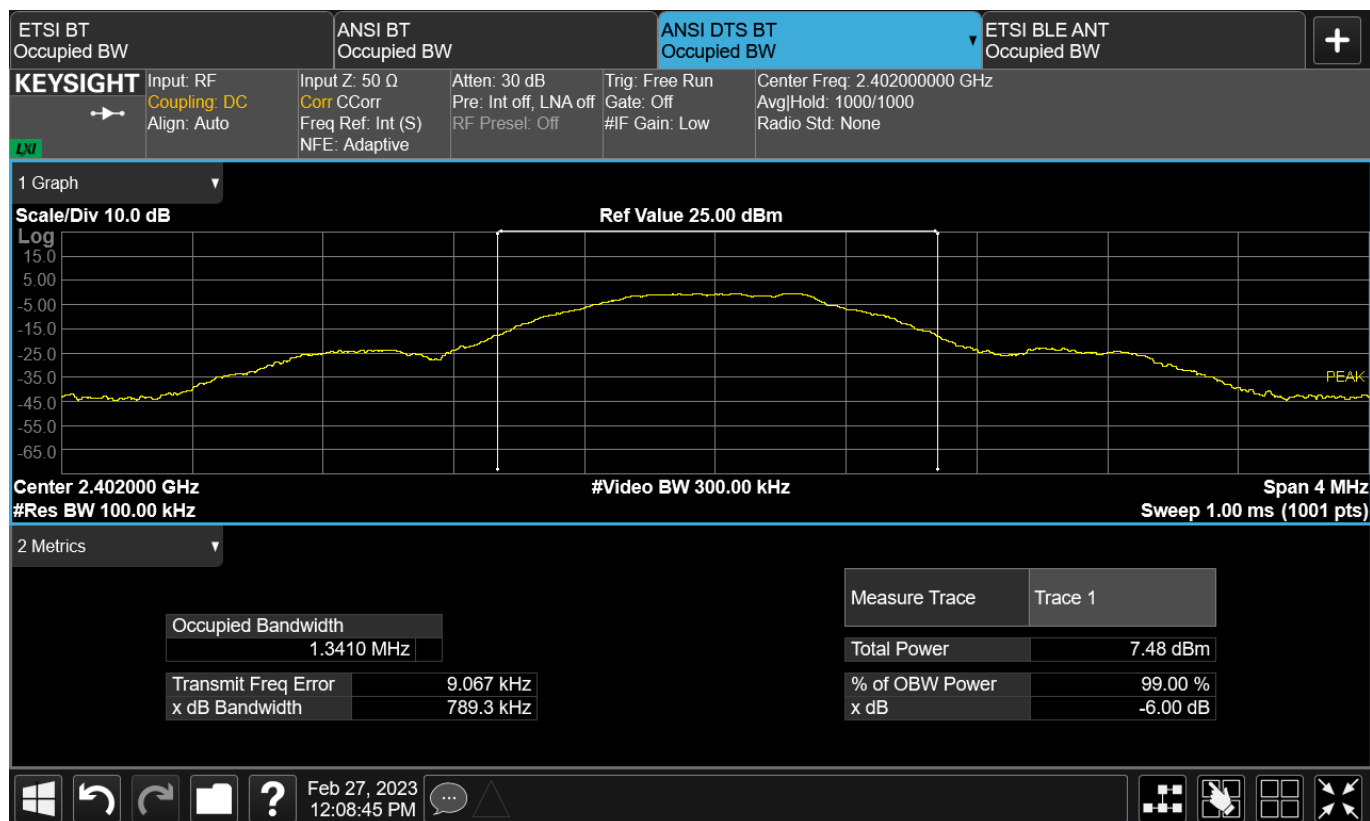 ETSI BT
Occupied BW
ANSI BT
Occupied BW
ANSI DTS BT
Occupied BW
ETSI BLE ANT
Occupied BW
KEYSIGHT
LXI
Input: RF
Coupling: DC
Align: Auto
Input Z: 50 Ω
Corr CCorr
Freq Ref: Int (S)
NFE: Adaptive
Atten: 30 dB
Pre: Int off, LNA off
RF Presel: Off
Trig: Free Run
Gate: Off
#IF Gain: Low
Center Freq: 2.402000000 GHz
Avg|Hold: 1000/1000
Radio Std: None
1 Graph
Scale/Div 10.0 dB
Ref Value 25.00 dBm
Log
15.0
5.00
-5.00
-15.0
-25.0
-35.0
-45.0
-55.0
-65.0
PEAK
Center 2.402000 GHz
#Video BW 300.00 kHz
Span 4 MHz
#Res BW 100.00 kHz
Sweep 1.00 ms (1001 pts)
2 Metrics
Measure Trace Trace 1
Occupied Bandwidth
1.3410 MHz
Total Power 7.48 dBm
Transmit Freq Error 9.067 kHz
% of OBW Power 99.00 %
x dB Bandwidth 789.3 kHz
x dB -6.00 dB
Feb 27, 2023
12:08:45 PM